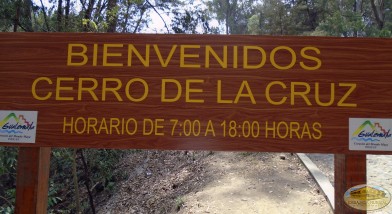 BIENVENIDOS
CERRO DE LA CRUZ
HORARIO DE 7:00 A 18:00 HORAS